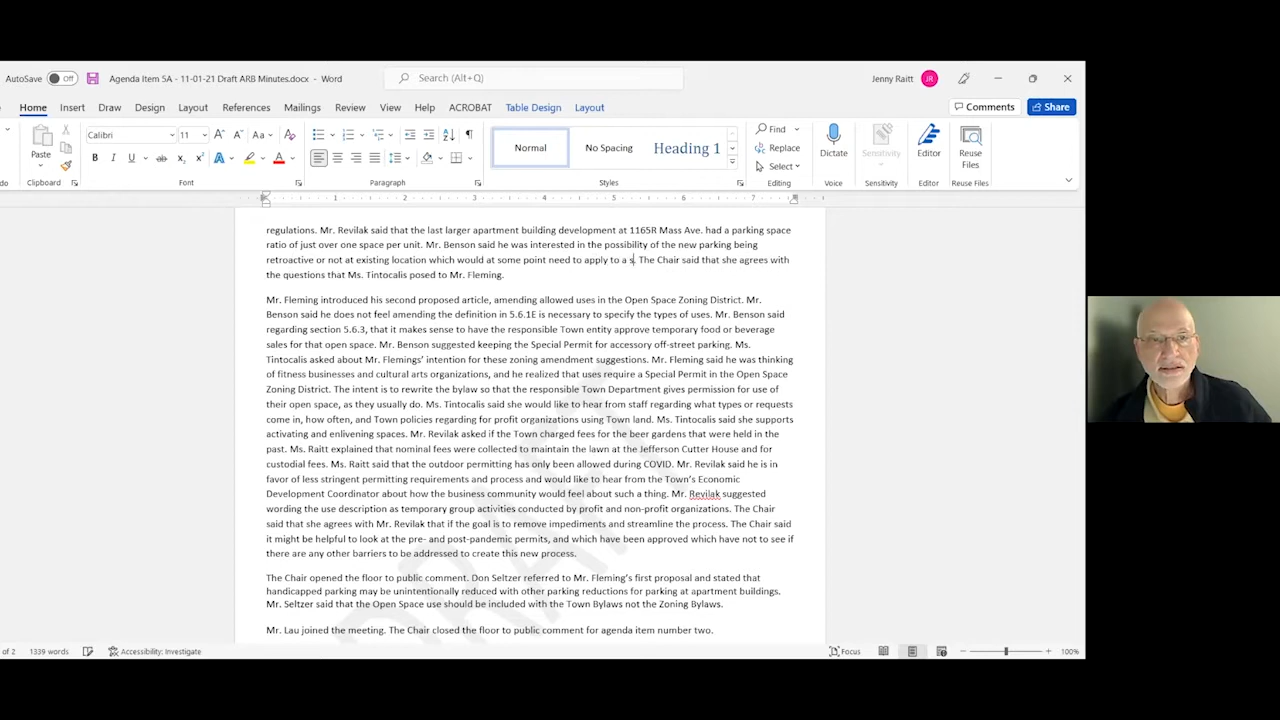 AutoSave Off Agenda Item 5A - 11-01-21 Draft ARB Minutes.docx - Word Search (Alt+Q) Jenny Raitt JR
Home Insert Draw Design Layout References Mailings Review View Help ACROBAT Table Design Layout Comments Share
Paste Calibri 11 Normal No Spacing Heading 1 Find Replace Select Dictate Sensitivity Editor Reuse Files
Clipboard Font Paragraph Styles Editing Voice Sensitivity Editor Reuse Files
1 2 3 4 5 6 7
regulations. Mr. Revilak said that the last larger apartment building development at 1165R Mass Ave. had a parking space
ratio of just over one space per unit. Mr. Benson said he was interested in the possibility of the new parking being
retroactive or not at existing location which would at some point need to apply to a s. The Chair said that she agrees with
the questions that Ms. Tintocalis posed to Mr. Fleming.
Mr. Fleming introduced his second proposed article, amending allowed uses in the Open Space Zoning District. Mr.
Benson said he does not feel amending the definition in 5.6.1E is necessary to specify the types of uses. Mr. Benson said
regarding section 5.6.3, that it makes sense to have the responsible Town entity approve temporary food or beverage
sales for that open space. Mr. Benson suggested keeping the Special Permit for accessory off-street parking. Ms.
Tintocalis asked about Mr. Flemings' intention for these zoning amendment suggestions. Mr. Fleming said he was thinking
of fitness businesses and cultural arts organizations, and he realized that uses require a Special Permit in the Open Space
Zoning District. The intent is to rewrite the bylaw so that the responsible Town Department gives permission for use of
their open space, as they usually do. Ms. Tintocalis said she would like to hear from staff regarding what types or requests
come in, how often, and Town policies regarding for profit organizations using Town land. Ms. Tintocalis said she supports
activating and enlivening spaces. Mr. Revilak asked if the Town charged fees for the beer gardens that were held in the
past. Ms. Raitt explained that nominal fees were collected to maintain the lawn at the Jefferson Cutter House and for
custodial fees. Ms. Raitt said that the outdoor permitting has only been allowed during COVID. Mr. Revilak said he is in
favor of less stringent permitting requirements and process and would like to hear from the Town's Economic
Development Coordinator about how the business community would feel about such a thing. Mr. Revilak suggested
wording the use description as temporary group activities conducted by profit and non-profit organizations. The Chair
said that she agrees with Mr. Revilak that if the goal is to remove impediments and streamline the process. The Chair said
it might be helpful to look at the pre- and post-pandemic permits, and which have been approved which have not to see if
there are any other barriers to be addressed to create this new process.
The Chair opened the floor to public comment. Don Seltzer referred to Mr. Fleming's first proposal and stated that
handicapped parking may be unintentionally reduced with other parking reductions for parking at apartment buildings.
Mr. Seltzer said that the Open Space use should be included with the Town Bylaws not the Zoning Bylaws.
Mr. Lau joined the meeting. The Chair closed the floor to public comment for agenda item number two.
of 2 1339 words Accessibility: Investigate Focus 100%